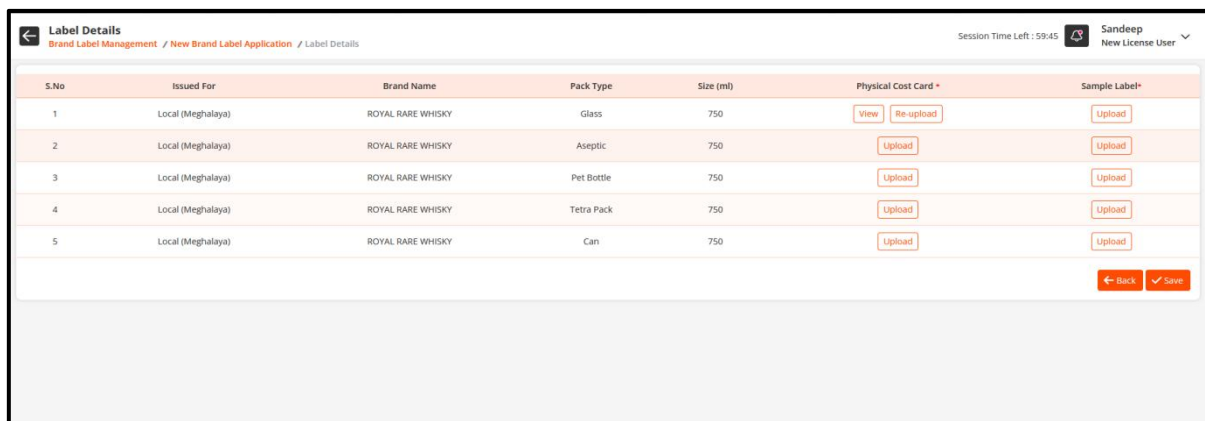 Label Details
Brand Label Management / New Brand Label Application / Label Details
Session Time Left : 59:45
Sandeep
New License User
S.No Issued For Brand Name Pack Type Size (ml) Physical Cost Card * Sample Label*
1 Local (Meghalaya) ROYAL RARE WHISKY Glass 750 View Re-upload Upload
2 Local (Meghalaya) ROYAL RARE WHISKY Aseptic 750 Upload Upload
3 Local (Meghalaya) ROYAL RARE WHISKY Pet Bottle 750 Upload Upload
4 Local (Meghalaya) ROYAL RARE WHISKY Tetra Pack 750 Upload Upload
5 Local (Meghalaya) ROYAL RARE WHISKY Can 750 Upload Upload
Back Save